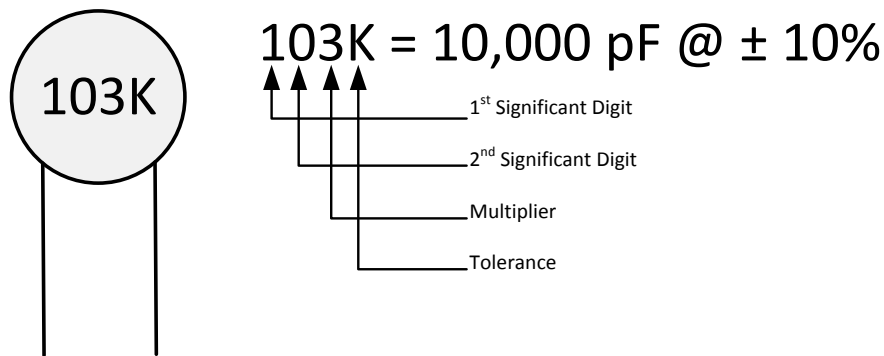 103K
103K = 10,000 pF @ ± 10%
1st Significant Digit
2nd Significant Digit
Multiplier
Tolerance